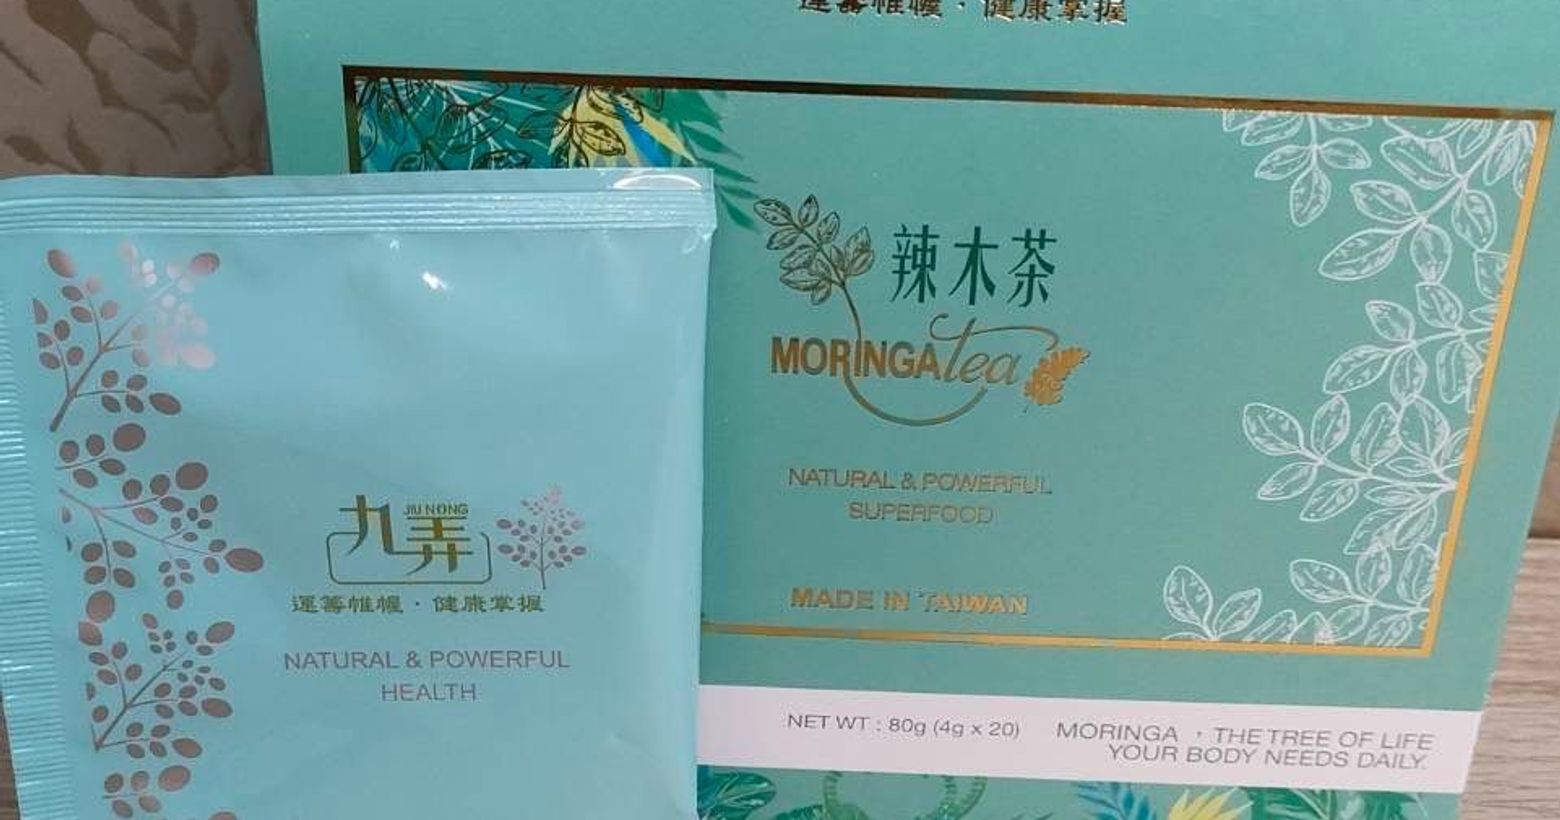 運籌帷幄·健康掌握
辣木茶
MORINGA tea
NATURAL & POWERFUL
SUPERFOOD
MADE IN TAIWAN
NET WT : 80g (4g x 20)
MORINGA，THE TREE OF LIFE
YOUR BODY NEEDS DAILY.
JIU NONG
九弄
運籌帷幄·健康掌握
NATURAL & POWERFUL
HEALTH